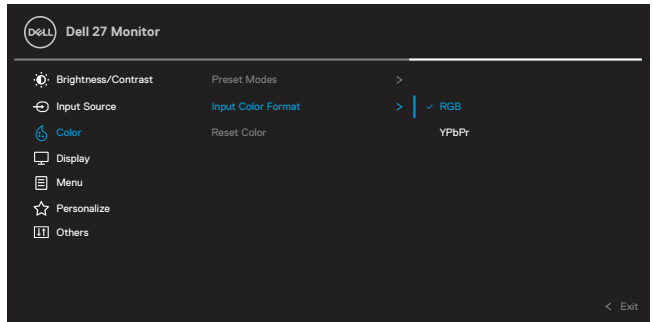 DELL Dell 27 Monitor
Brightness/Contrast Preset Modes >
Input Source Input Color Format > ✓ RGB
Color Reset Color YPbPr
Display
Menu
Personalize
Others
< Exit